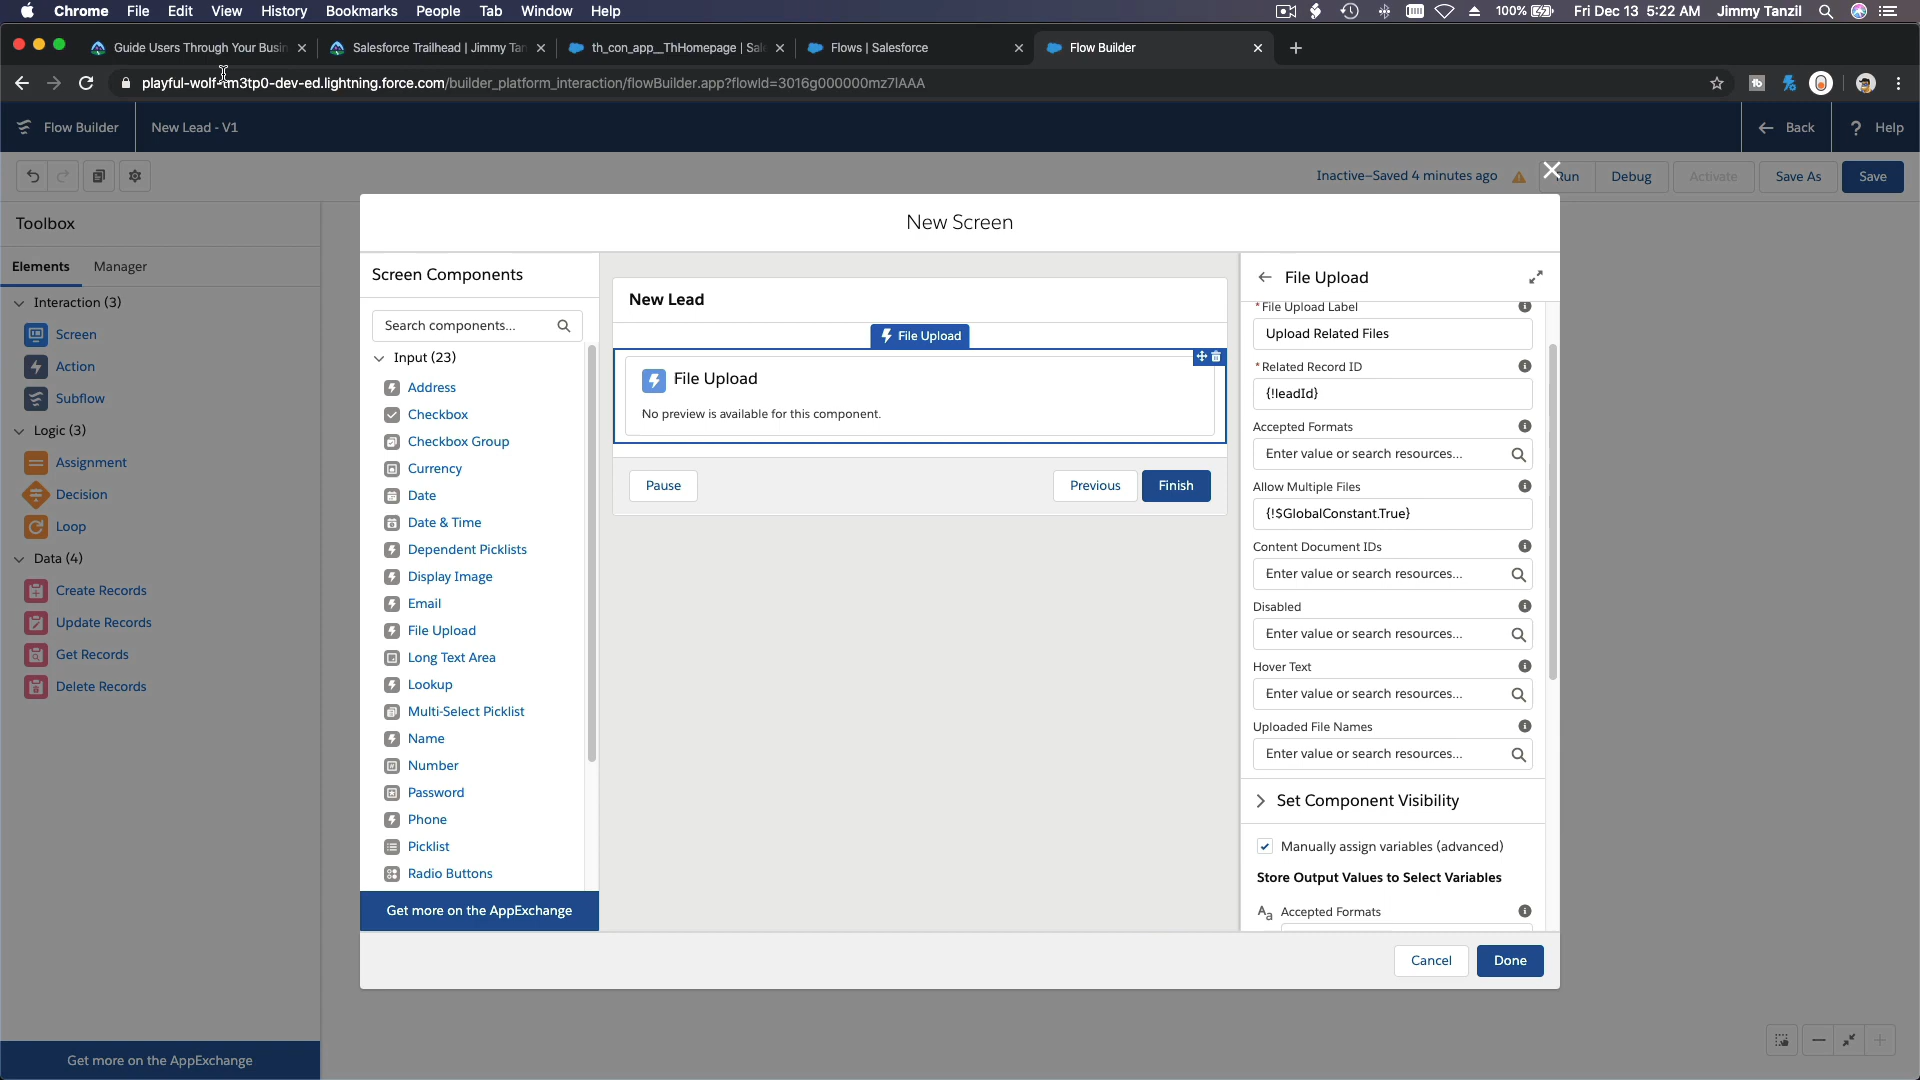 Chrome File Edit View History Bookmarks People Tab Window Help 100% Fri Dec 13 5:22 AM Jimmy Tanzil
Guide Users Through Your Busin Salesforce Trailhead | Jimmy Tan th_con_app__ThHomepage | Sal Flows | Salesforce Flow Builder
playful-wolf-tm3tp0-dev-ed.lightning.force.com/builder_platform_interaction/flowBuilder.app?flowId=3016g000000mz7lAAA
Flow Builder New Lead - V1 Back ? Help
Inactive–Saved 4 minutes ago Run Debug Activate Save As Save
Toolbox
Elements Manager
Interaction (3)
Screen
Action
Subflow
Logic (3)
Assignment
Decision
Loop
Data (4)
Create Records
Update Records
Get Records
Delete Records
Get more on the AppExchange
New Screen
Screen Components
Search components...
Input (23)
Address
Checkbox
Checkbox Group
Currency
Date
Date & Time
Dependent Picklists
Display Image
Email
File Upload
Long Text Area
Lookup
Multi-Select Picklist
Name
Number
Password
Phone
Picklist
Radio Buttons
Get more on the AppExchange
New Lead
File Upload
File Upload
No preview is available for this component.
Pause Previous Finish
File Upload
* File Upload Label
Upload Related Files
* Related Record ID
{!leadId}
Accepted Formats
Enter value or search resources...
Allow Multiple Files
{!$GlobalConstant.True}
Content Document IDs
Enter value or search resources...
Disabled
Enter value or search resources...
Hover Text
Enter value or search resources...
Uploaded File Names
Enter value or search resources...
Set Component Visibility
Manually assign variables (advanced)
Store Output Values to Select Variables
Aa Accepted Formats
Cancel Done